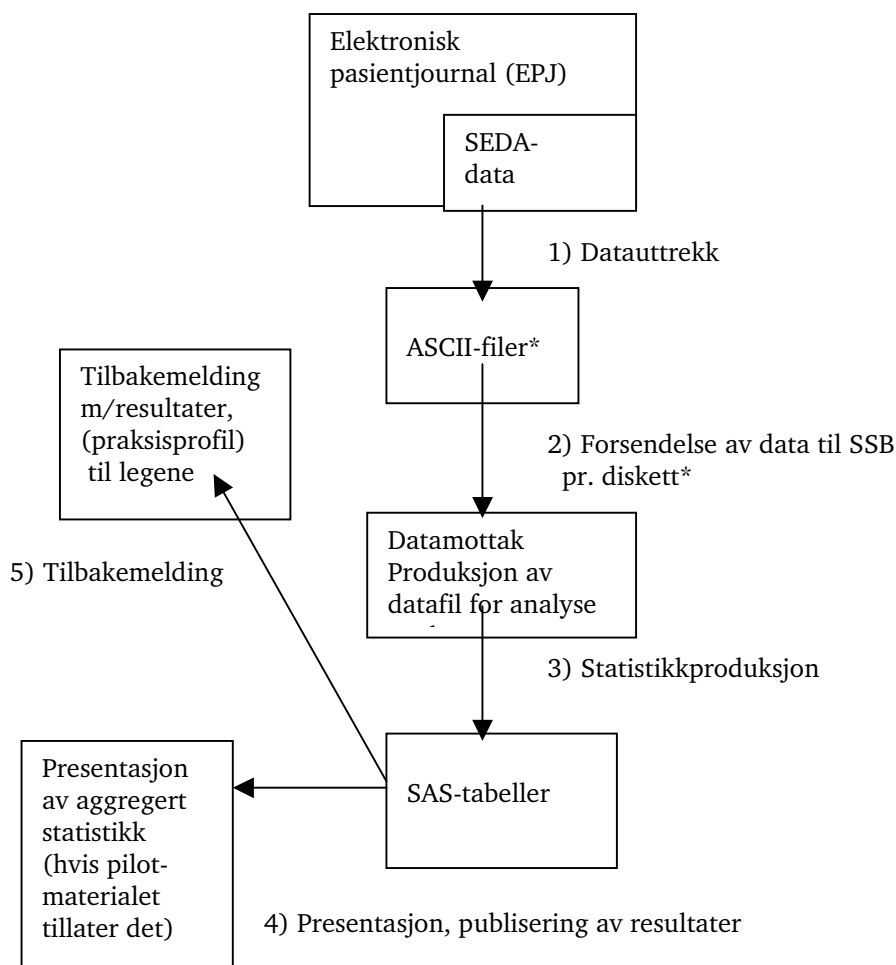 Elektronisk
pasientjournal (EPJ)
SEDA-
data
1) Datauttrekk
ASCII-filer*
Tilbakemelding
m/resultater,
(praksisprofil)
til legene
2) Forsendelse av data til SSB
pr. diskett*
Datamottak
Produksjon av
datafil for analyse
5) Tilbakemelding
3) Statistikkproduksjon
SAS-tabeller
Presentasjon
av aggregert
statistikk
(hvis pilot-
materialet
tillater det)
4) Presentasjon, publisering av resultater